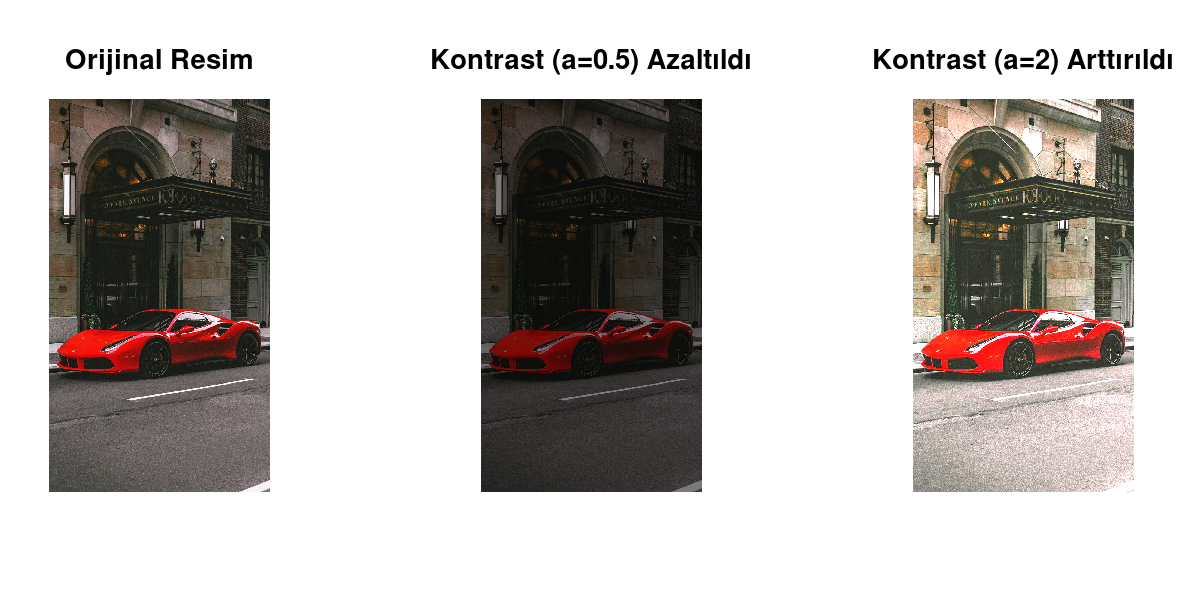 Orijinal Resim
Kontrast (a=0.5) Azaltıldı
Kontrast (a=2) Arttırıldı